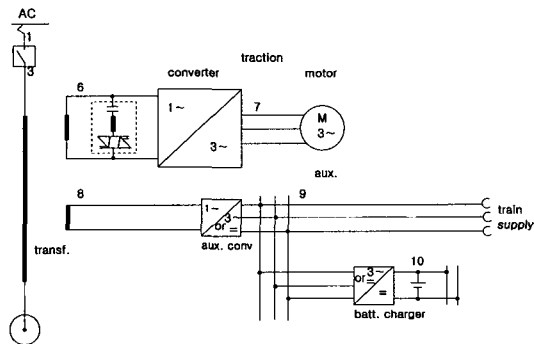 AC
1
3
traction
converter
motor
6
1~
3~
7
M
3~
aux.
8
1~
3~
or =
aux. conv
9
train
supply
transf.
or 3~
=
=
10
batt. charger